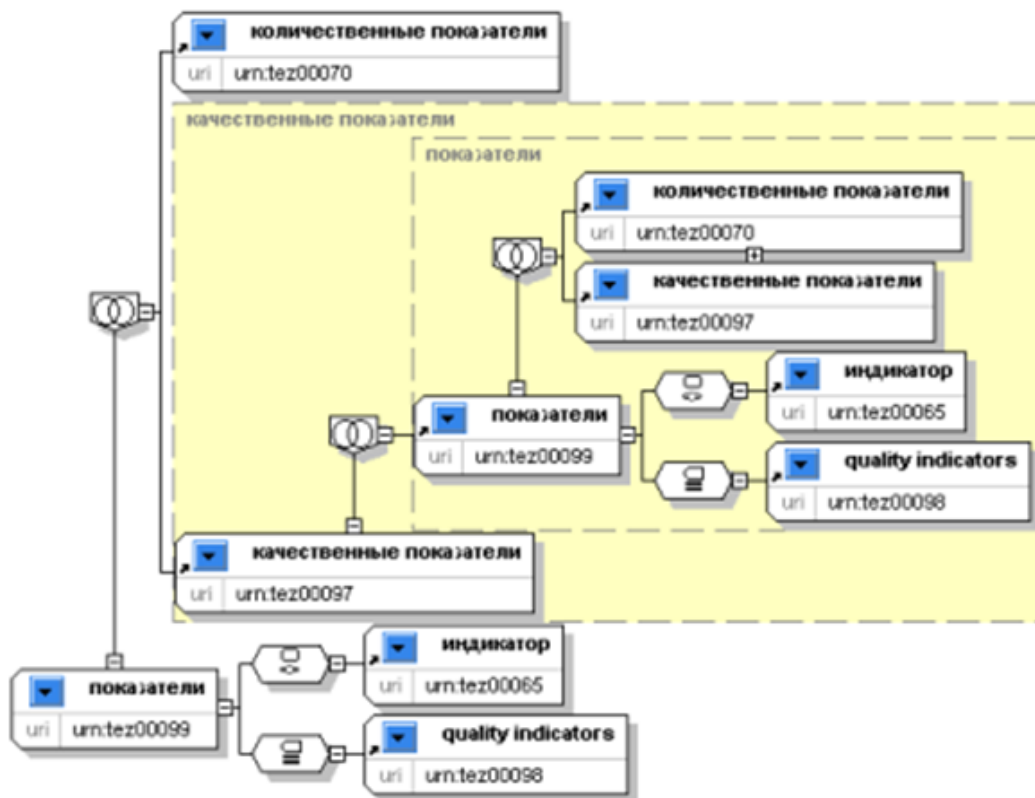 количественные показатели
uri urn:tez00070
качественные показатели
показатели
количественные показатели
uri urn:tez00070
качественные показатели
uri urn:tez00097
индикатор
uri urn:tez00065
показатели
uri urn:tez00099
quality indicators
uri urn:tez00098
качественные показатели
uri urn:tez00097
индикатор
uri urn:tez00065
показатели
uri urn:tez00099
quality indicators
uri urn:tez00098